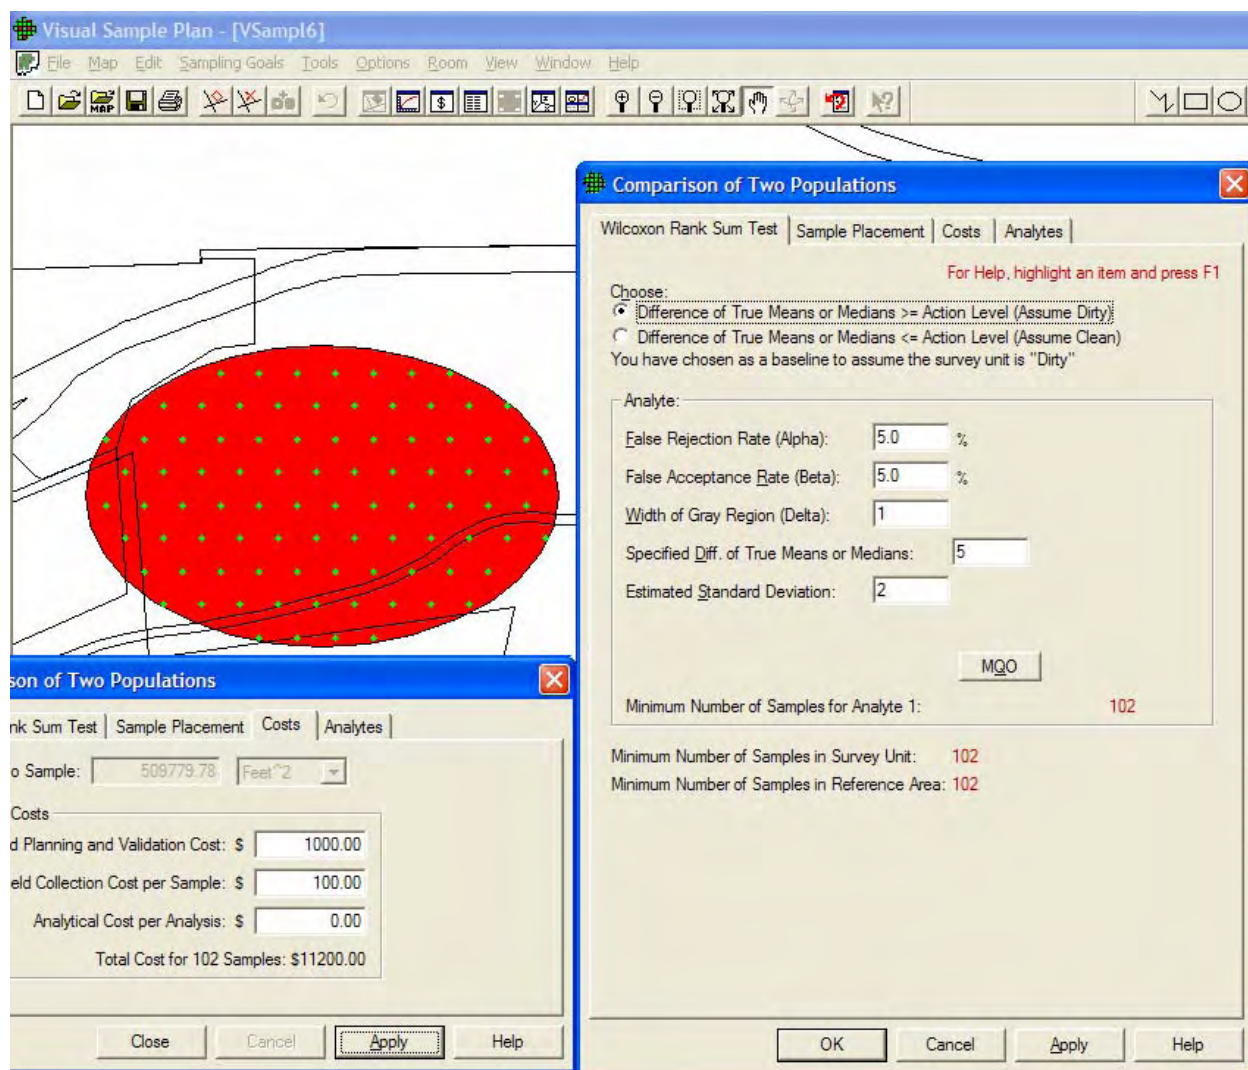 Visual Sample Plan - [VSampl6]
File Map Edit Sampling Goals Tools Options Room View Window Help
MAP
$
Comparison of Two Populations
Wilcoxon Rank Sum Test Sample Placement Costs Analytes
For Help, highlight an item and press F1
Choose:
Difference of True Means or Medians >= Action Level (Assume Dirty)
Difference of True Means or Medians <= Action Level (Assume Clean)
You have chosen as a baseline to assume the survey unit is "Dirty"
Analyte:
False Rejection Rate (Alpha): 5.0 %
False Acceptance Rate (Beta): 5.0 %
Width of Gray Region (Delta): 1
Specified Diff. of True Means or Medians: 5
Estimated Standard Deviation: 2
MQO
Minimum Number of Samples for Analyte 1: 102
Minimum Number of Samples in Survey Unit: 102
Minimum Number of Samples in Reference Area: 102
OK Cancel Apply Help
son of Two Populations
nk Sum Test Sample Placement Costs Analytes
o Sample: 509779.78 Feet^2
Costs
d Planning and Validation Cost: $ 1000.00
eld Collection Cost per Sample: $ 100.00
Analytical Cost per Analysis: $ 0.00
Total Cost for 102 Samples: $11200.00
Close Cancel Apply Help